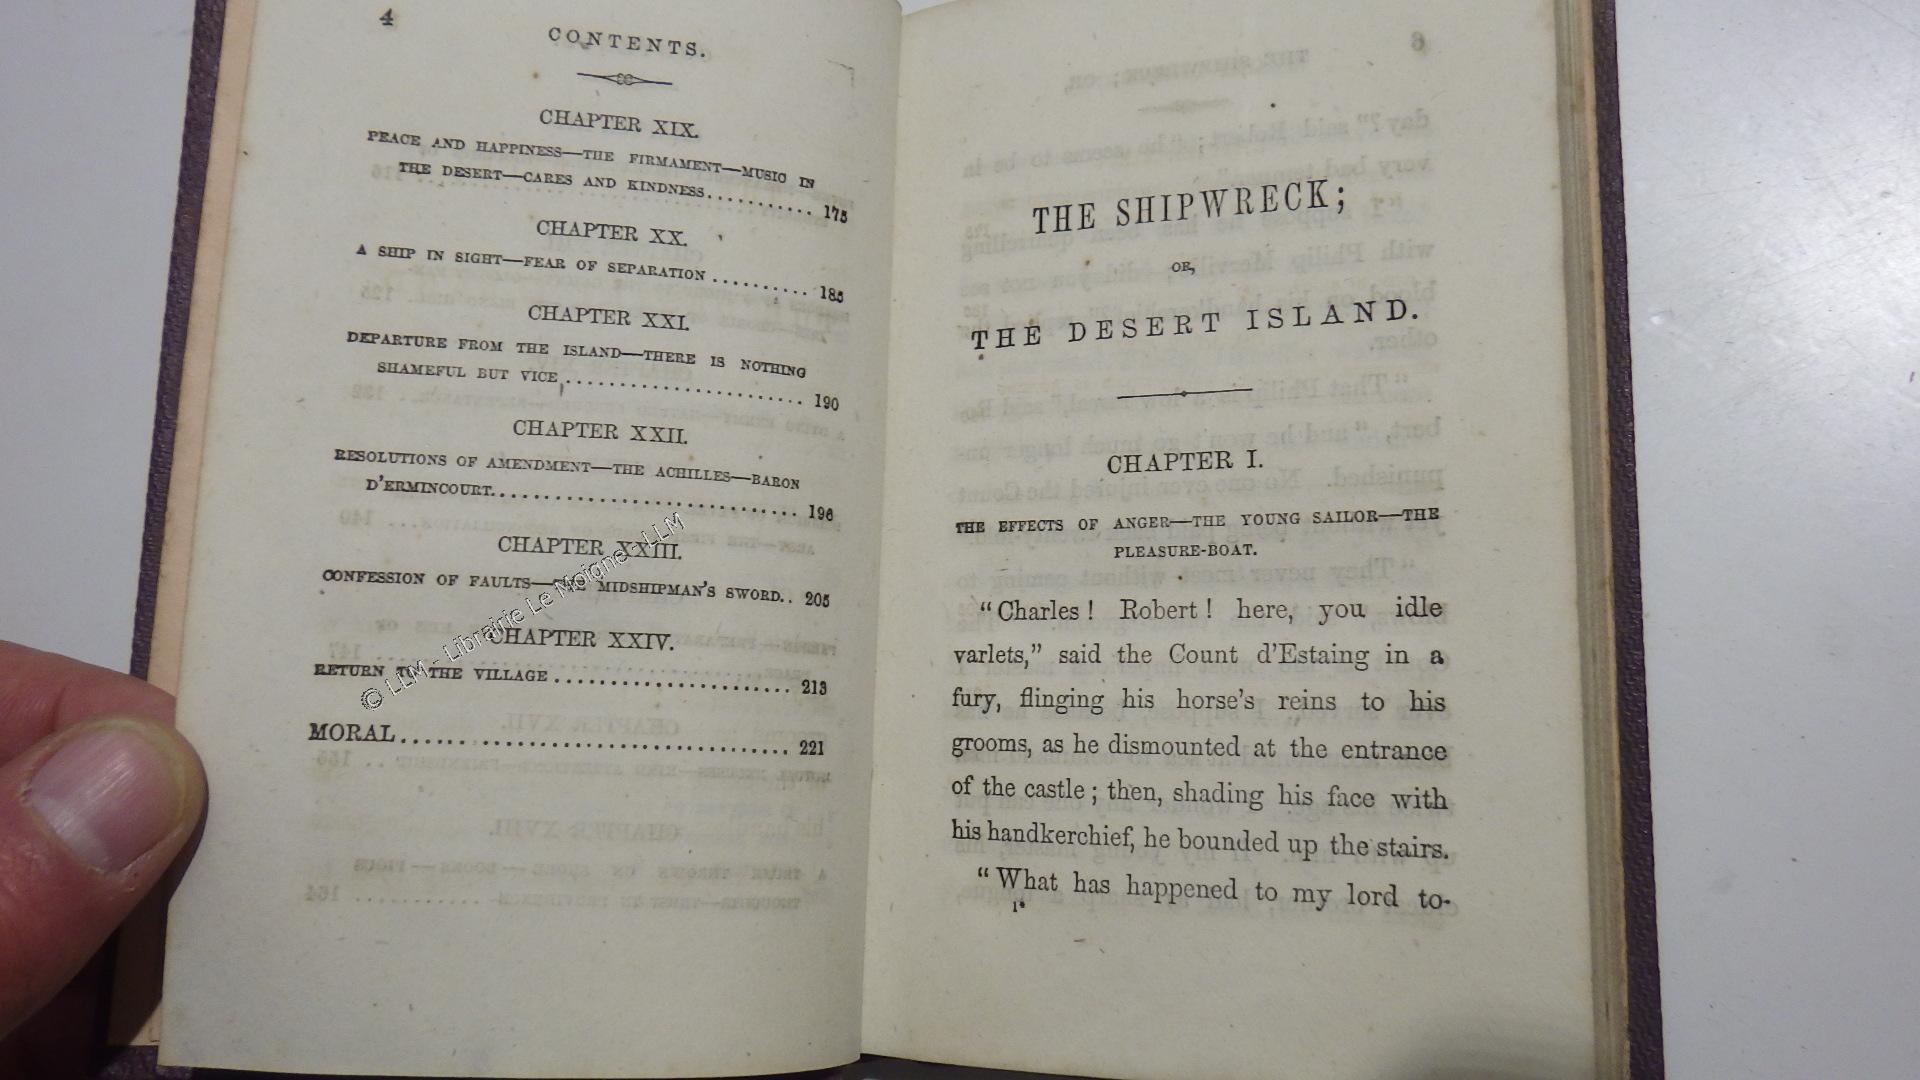 4
CONTENTS.
CHAPTER XIX.
PEACE AND HAPPINESS—THE FIRMAMENT—MUSIC IN
THE DESERT—CARES AND KINDNESS........... 175
CHAPTER XX.
A SHIP IN SIGHT—FEAR OF SEPARATION .......... 185
CHAPTER XXI.
DEPARTURE FROM THE ISLAND—THERE IS NOTHING
SHAMEFUL BUT VICE......................... 190
CHAPTER XXII.
RESOLUTIONS OF AMENDMENT—THE ACHILLES—BARON
D'ERMINCOURT............................ 196
CHAPTER XXIII.
CONFESSION OF FAULTS—THE MIDSHIPMAN'S SWORD.. 205
CHAPTER XXIV.
RETURN TO THE VILLAGE ...................... 213
MORAL.................................... 221
© LLM - Librairie Le Moignet - LLM
THE SHIPWRECK;
OR,
THE DESERT ISLAND.
CHAPTER I.
THE EFFECTS OF ANGER—THE YOUNG SAILOR—THE
PLEASURE-BOAT.
"Charles! Robert! here, you idle
varlets," said the Count d'Estaing in a
fury, flinging his horse's reins to his
grooms, as he dismounted at the entrance
of the castle; then, shading his face with
his handkerchief, he bounded up the stairs.
"What has happened to my lord to-
1*